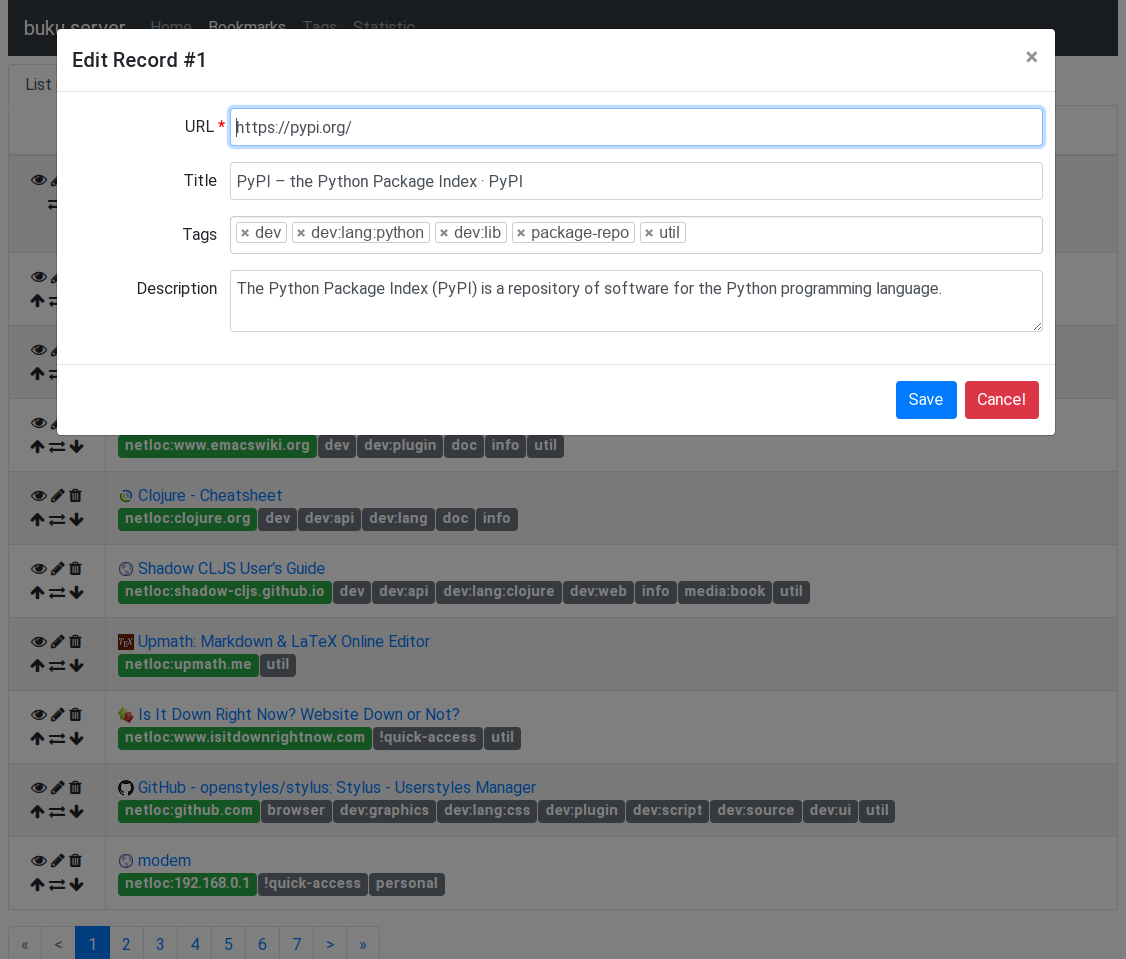 buku server Home Bookmarks Tags Statistic
Edit Record #1 ×
List
URL * https://pypi.org/
Title PyPI – the Python Package Index · PyPI
Tags × dev × dev:lang:python × dev:lib × package-repo × util
Description The Python Package Index (PyPI) is a repository of software for the Python programming language.
Save Cancel
netloc:www.emacswiki.org dev dev:plugin doc info util
Clojure - Cheatsheet
netloc:clojure.org dev dev:api dev:lang doc info
Shadow CLJS User’s Guide
netloc:shadow-cljs.github.io dev dev:api dev:lang:clojure dev:web info media:book util
TEX Upmath: Markdown & LaTeX Online Editor
netloc:upmath.me util
Is It Down Right Now? Website Down or Not?
netloc:www.isitdownrightnow.com !quick-access util
GitHub - openstyles/stylus: Stylus - Userstyles Manager
netloc:github.com browser dev:graphics dev:lang:css dev:plugin dev:script dev:source dev:ui util
modem
netloc:192.168.0.1 !quick-access personal
« < 1 2 3 4 5 6 7 > »